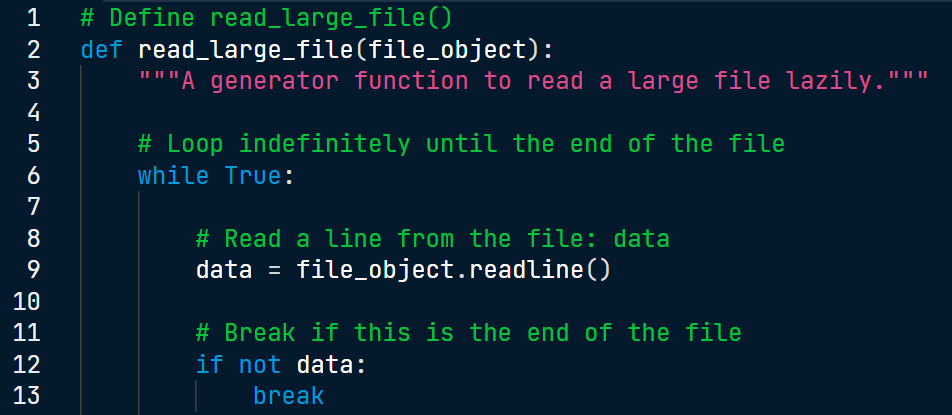 1 # Define read_large_file()
2 def read_large_file(file_object):
3     """A generator function to read a large file lazily."""
4
5     # Loop indefinitely until the end of the file
6     while True:
7
8         # Read a line from the file: data
9         data = file_object.readline()
10
11         # Break if this is the end of the file
12         if not data:
13             break